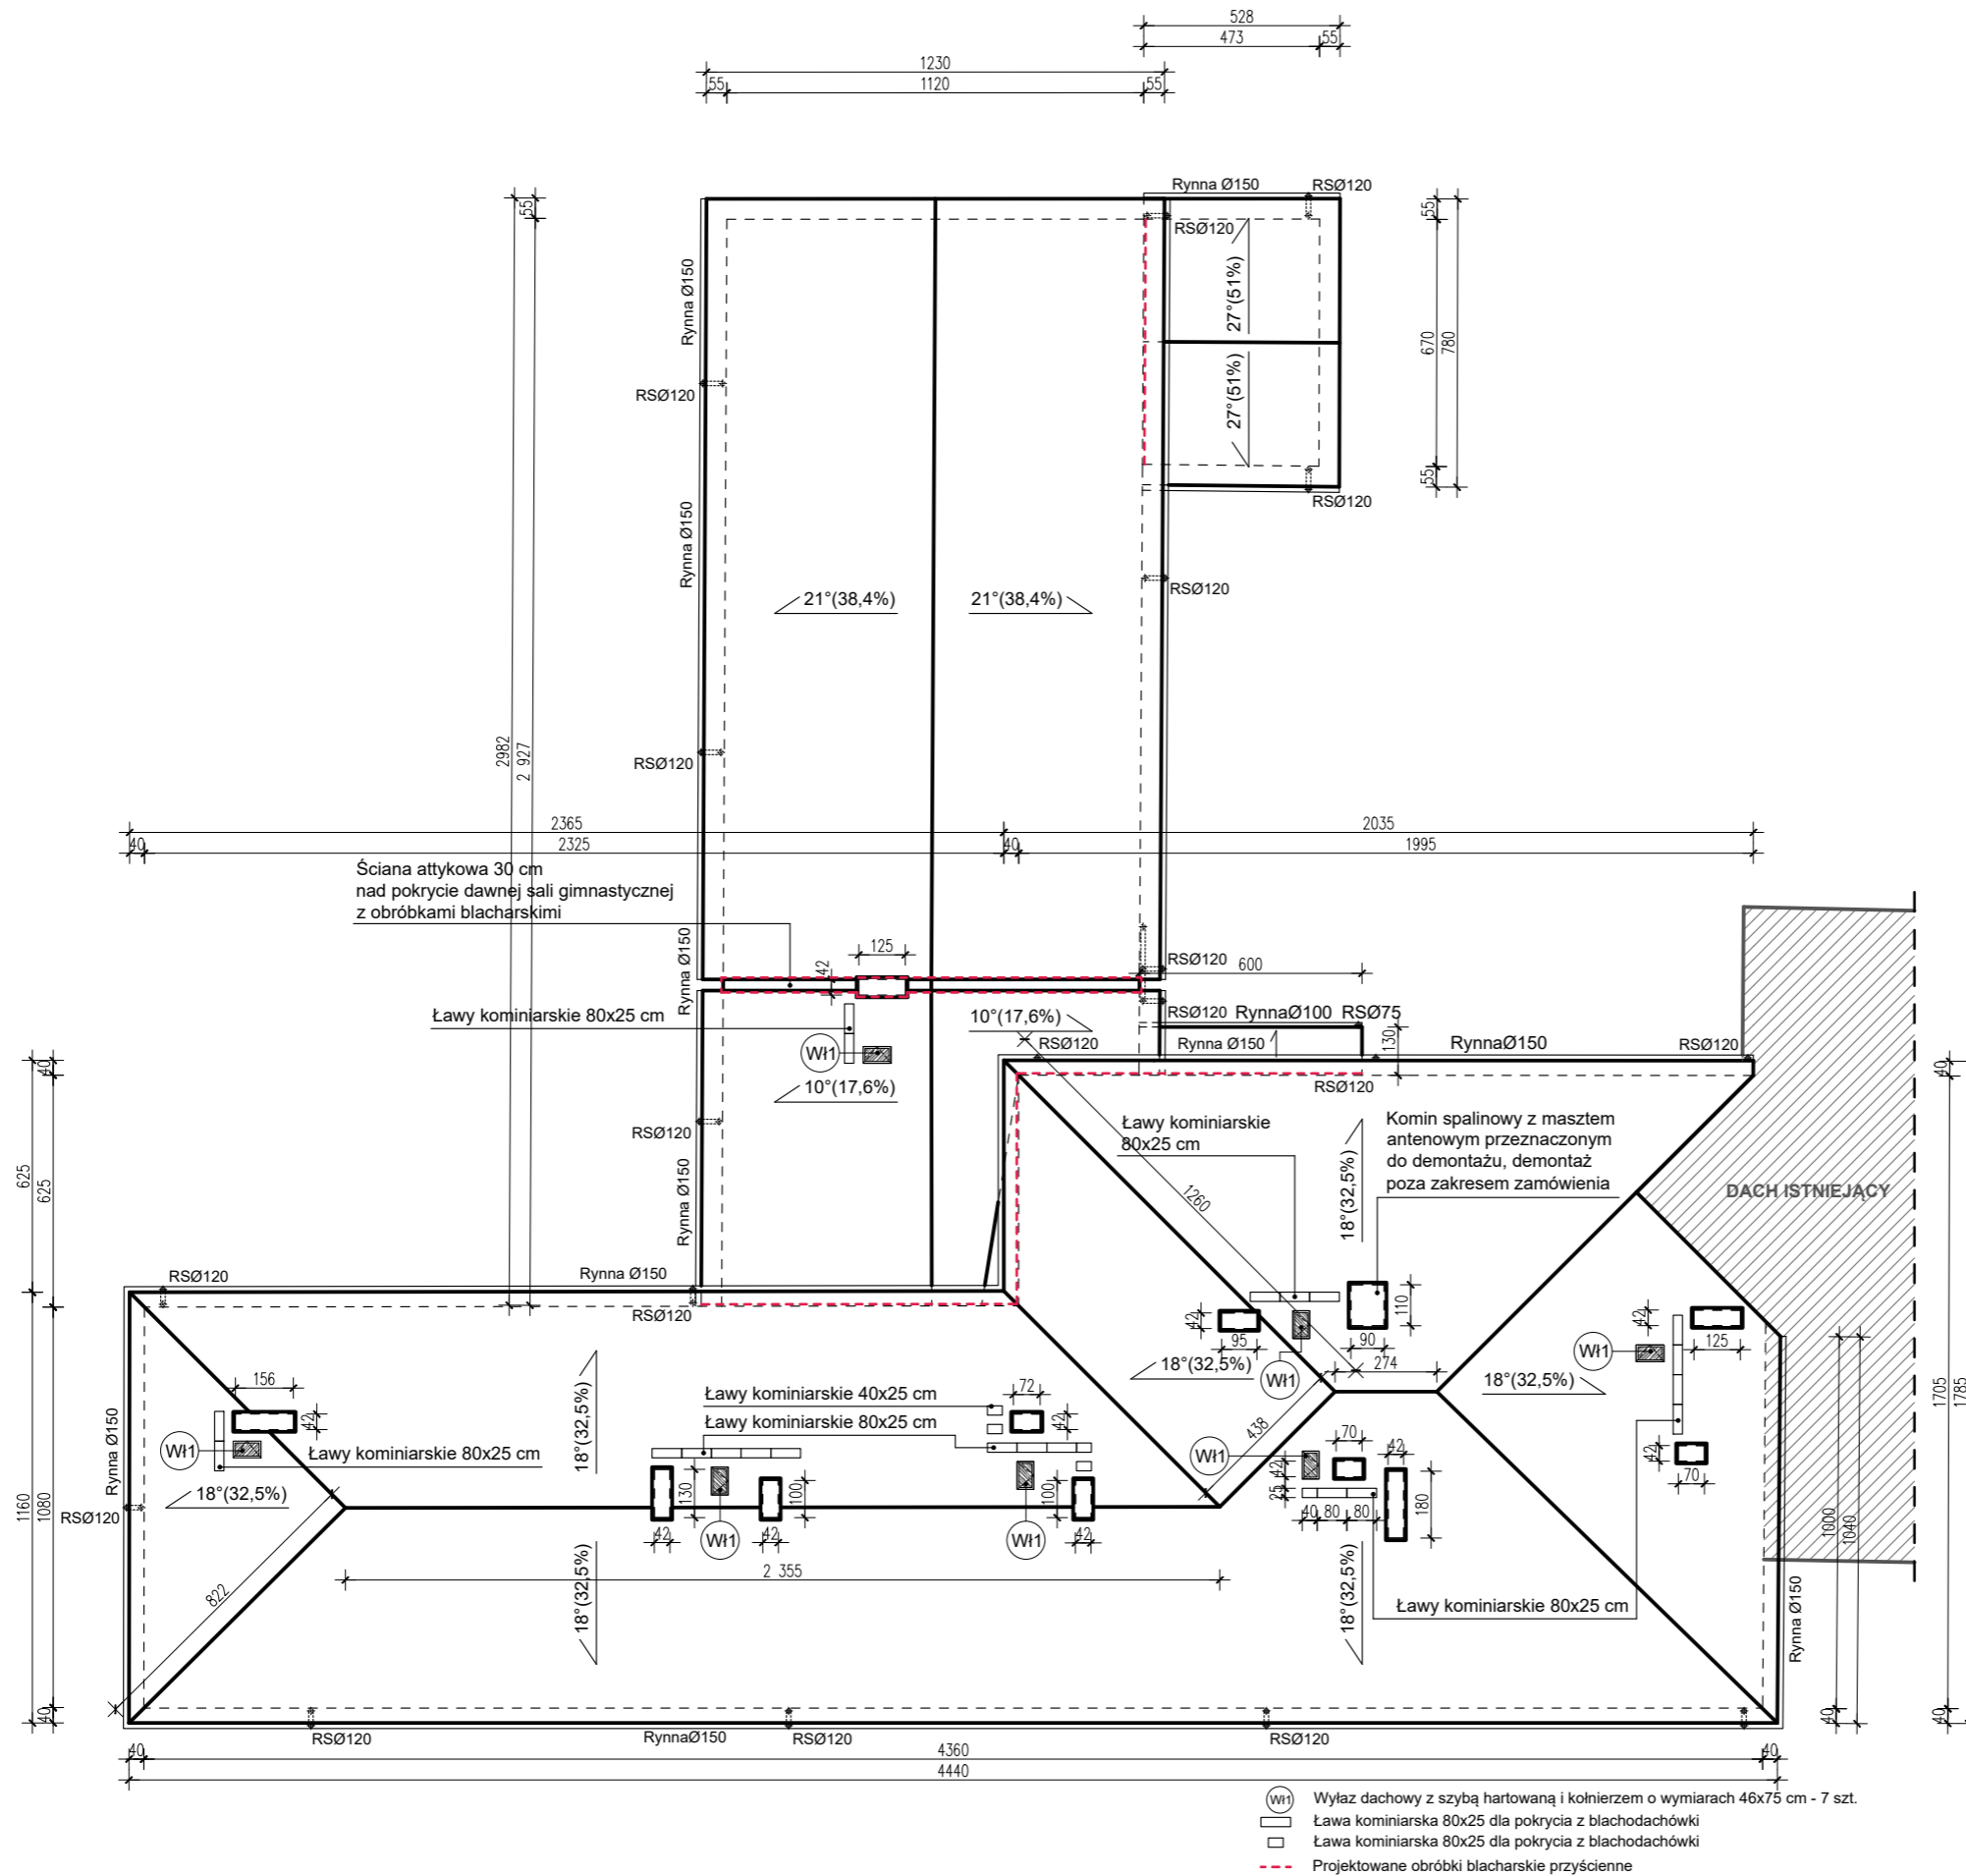 528
473 55
1230
55 1120 55
Rynna Ø150 RSØ120
55
55
RSØ120
Rynna Ø150
27°(51%)
670
780
RSØ120
27°(51%)
55
RSØ120
Rynna Ø150
RSØ120
21°(38,4%) 21°(38,4%)
2982
2 927
RSØ120
2365 2035
40 2325 40 1995
Ściana attykowa 30 cm
nad pokrycie dawnej sali gimnastycznej
z obróbkami blacharskimi
Rynna Ø150
125
42
RSØ120
600
Ławy kominiarskie 80x25 cm
10°(17,6%)
RSØ120 RynnaØ100 RSØ75
130
RSØ120 Rynna Ø150 RynnaØ150 RSØ120
Wł1
10°(17,6%)
RSØ120
40
40
RSØ120
Ławy kominiarskie
80x25 cm
Komin spalinowy z masztem
antenowym przeznaczonym
do demontażu, demontaż
poza zakresem zamówienia
625
625
Rynna Ø150
1260
18°(32,5%)
DACH ISTNIEJĄCY
RSØ120 Rynna Ø150
RSØ120
42
95
110
90
274
42
125
Wł1
Wł1
18°(32,5%)
18°(32,5%)
156
42
18°(32,5%)
Ławy kominiarskie 40x25 cm
Ławy kominiarskie 80x25 cm
72
42
438
1705
1785
Rynna Ø150
Wł1
Ławy kominiarskie 80x25 cm
18°(32,5%)
Wł1
70
42
42
42
70
1160
1080
RSØ120
130
100
100
25
40 80 80
180
1000
1040
42
Wł1
42
Wł1
42
822
18°(32,5%)
2 355
18°(32,5%)
Ławy kominiarskie 80x25 cm
Rynna Ø150
40
40
40
RSØ120 RynnaØ150 RSØ120 RSØ120
40 4360 40
4440
Wł1 Wyłaz dachowy z szybą hartowaną i kołnierzem o wymiarach 46x75 cm - 7 szt.
Ława kominiarska 80x25 dla pokrycia z blachodachówki
Ława kominiarska 80x25 dla pokrycia z blachodachówki
Projektowane obróbki blacharskie przyścienne